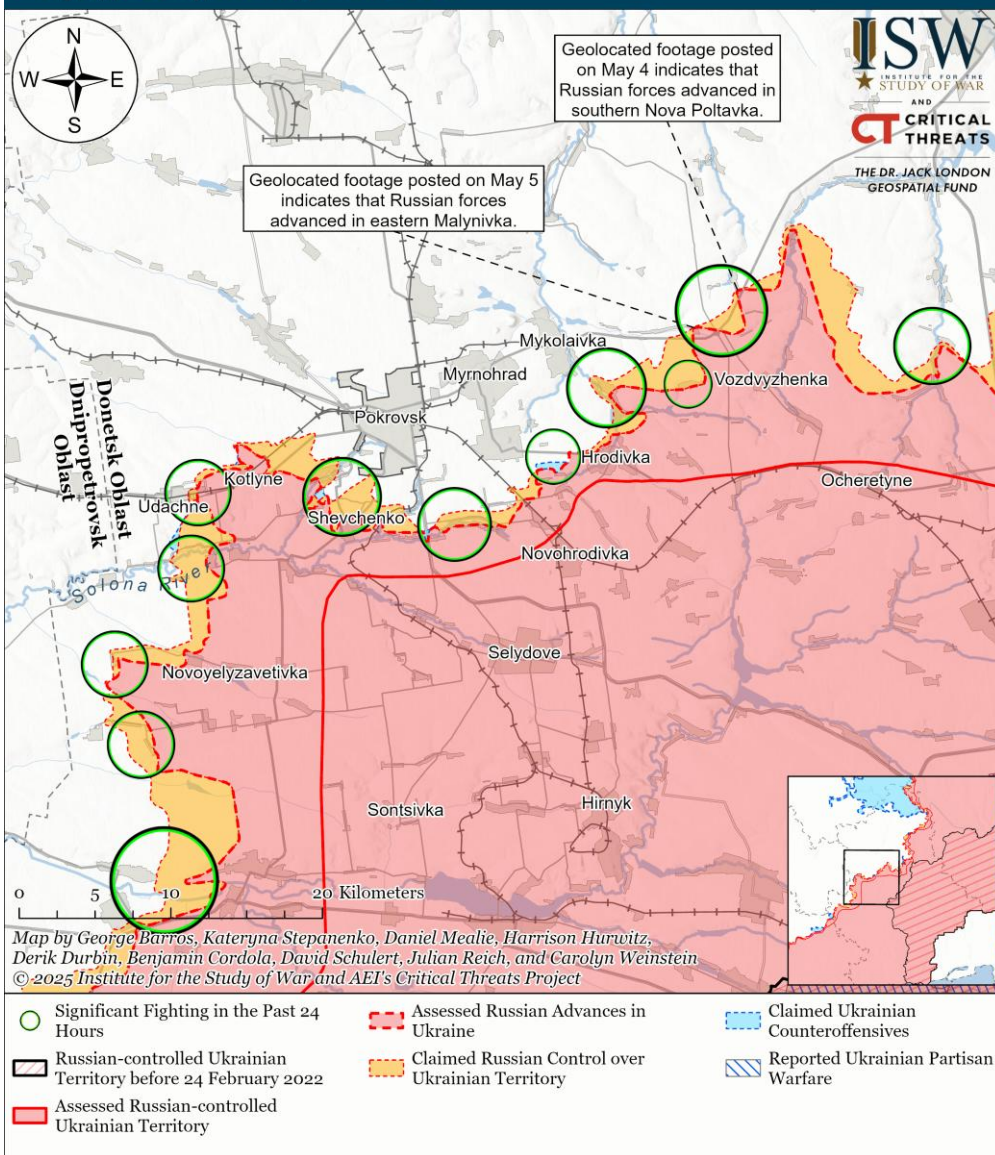 N
W
E
S
Geolocated footage posted
on May 4 indicates that
Russian forces advanced in
southern Nova Poltavka.
ISW
INSTITUTE FOR THE
STUDY OF WAR
AND
CT CRITICAL
THREATS
THE DR. JACK LONDON
GEOSPATIAL FUND
Geolocated footage posted on May 5
indicates that Russian forces
advanced in eastern Malynivka.
Mykolaivka
Myrnohrad
Vozdvyzhenka
Pokrovsk
Donetsk Oblast
Dnipropetrovsk
Oblast
Hrodivka
Kotlyne
Ocheretyne
Udachne
Shevchenko
Novohrodivka
Solona River
Selydove
Novoyelyzavetivka
Sontsivka
Hirnyk
0 5 10 20 Kilometers
Map by George Barros, Kateryna Stepanenko, Daniel Mealie, Harrison Hurwitz,
Derik Durbin, Benjamin Cordola, David Schulert, Julian Reich, and Carolyn Weinstein
© 2025 Institute for the Study of War and AEI's Critical Threats Project
Significant Fighting in the Past 24
Hours
Russian-controlled Ukrainian
Territory before 24 February 2022
Assessed Russian-controlled
Ukrainian Territory
Assessed Russian Advances in
Ukraine
Claimed Russian Control over
Ukrainian Territory
Claimed Ukrainian
Counteroffensives
Reported Ukrainian Partisan
Warfare